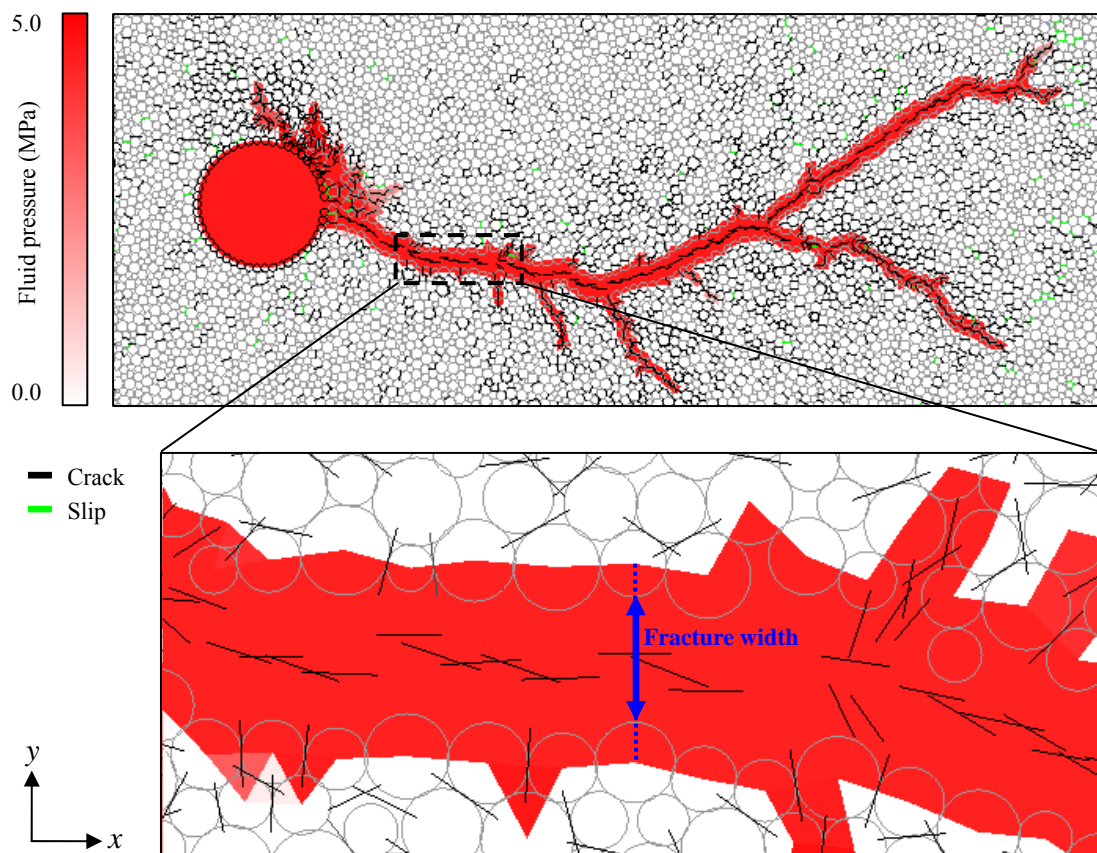 5.0
Fluid pressure (MPa)
0.0
Crack
Slip
Fracture width
y
x